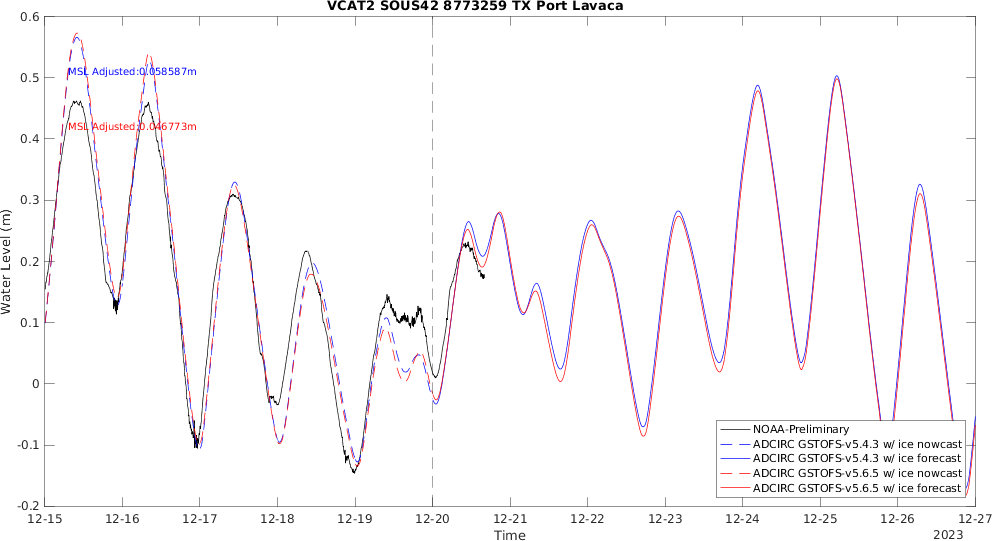 VCAT2 SOUS42 8773259 TX Port Lavaca
0.6
0.5
0.4
0.3
0.2
0.1
0
-0.1
-0.2
Water Level (m)
MSL Adjusted:0.058587m
MSL Adjusted:0.046773m
NOAA-Preliminary
ADCIRC GSTOFS-v5.4.3 w/ ice nowcast
ADCIRC GSTOFS-v5.4.3 w/ ice forecast
ADCIRC GSTOFS-v5.6.5 w/ ice nowcast
ADCIRC GSTOFS-v5.6.5 w/ ice forecast
12-15 12-16 12-17 12-18 12-19 12-20 12-21 12-22 12-23 12-24 12-25 12-26 12-27
Time
2023